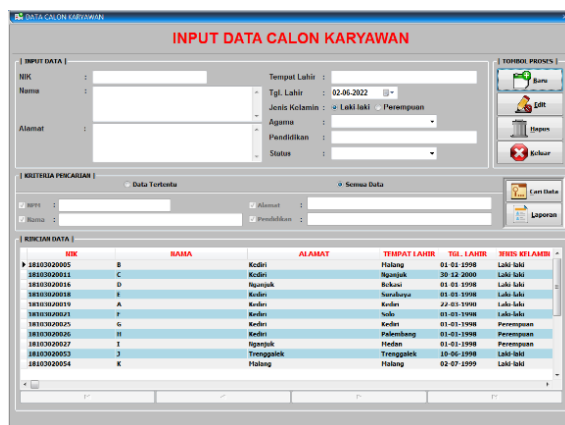 DATA CALON KARYAWAN
INPUT DATA CALON KARYAWAN
[ INPUT DATA ]
[ TOMBOL PROSES ]
NIK :
Tempat Lahir :
Baru
Nama :
Tgl. Lahir : 02-06-2022
Jenis Kelamin : Laki laki Perempuan
Edit
Agama :
Alamat :
Pendidikan :
Hapus
Status :
Keluar
[ KRITERIA PENCARIAN ]
Data Tertentu Semua Data
Cari Data
Alamat :
Nama : Pendidikan :
Laporan
[ RINCIAN DATA ]
NIK NAMA ALAMAT TEMPAT LAHIR TGL. LAHIR JENIS KELAMIN
18103020005 B Kediri Malang 01-01-1998 Laki-laki
18103020011 C Kediri Nganjuk 30-12-2000 Laki-laki
18103020016 D Nganjuk Bekasi 01-01-1998 Laki-laki
18103020018 E Kediri Surabaya 01-01-1998 Laki-laki
18103020019 A Kediri Kediri 22-03-1990 Laki-laki
18103020021 F Kediri Solo 01-01-1998 Laki-laki
18103020025 G Kediri Kediri 01-01-1998 Perempuan
18103020026 H Kediri Palembang 01-01-1998 Perempuan
18103020027 I Nganjuk Medan 01-01-1998 Perempuan
18103020053 J Trenggalek Trenggalek 10-06-1998 Laki-laki
18103020054 K Malang Malang 02-07-1999 Laki-laki